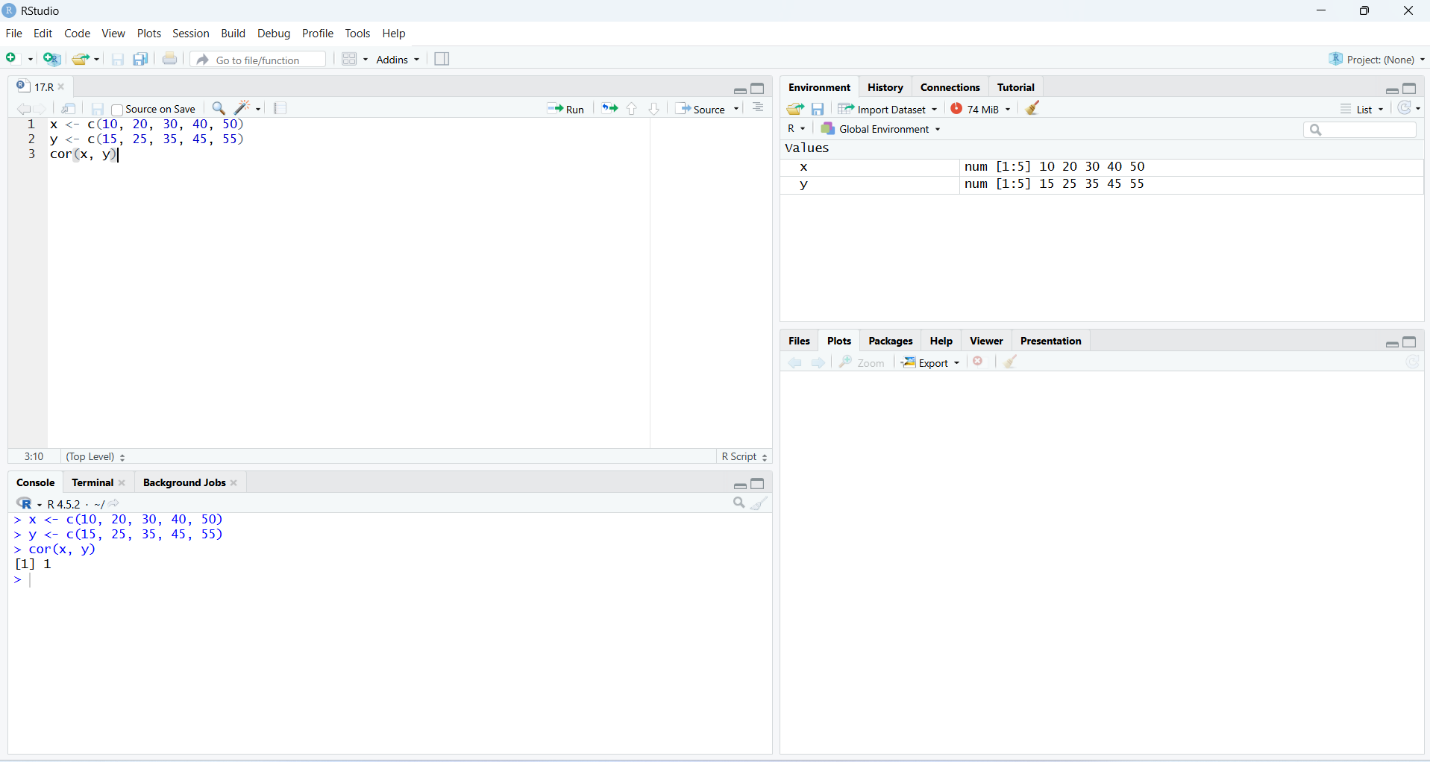 RStudio
File Edit Code View Plots Session Build Debug Profile Tools Help
Go to file/function Addins Project: (None)
17.R
Source on Save Run Source
1 x <- c(10, 20, 30, 40, 50)
2 y <- c(15, 25, 35, 45, 55)
3 cor(x, y)
3:10 (Top Level) R Script
Console Terminal Background Jobs
R R 4.5.2 · ~/
> x <- c(10, 20, 30, 40, 50)
> y <- c(15, 25, 35, 45, 55)
> cor(x, y)
[1] 1
>
Environment History Connections Tutorial
Import Dataset 74 MiB List
R Global Environment
Values
x num [1:5] 10 20 30 40 50
y num [1:5] 15 25 35 45 55
Files Plots Packages Help Viewer Presentation
Zoom Export